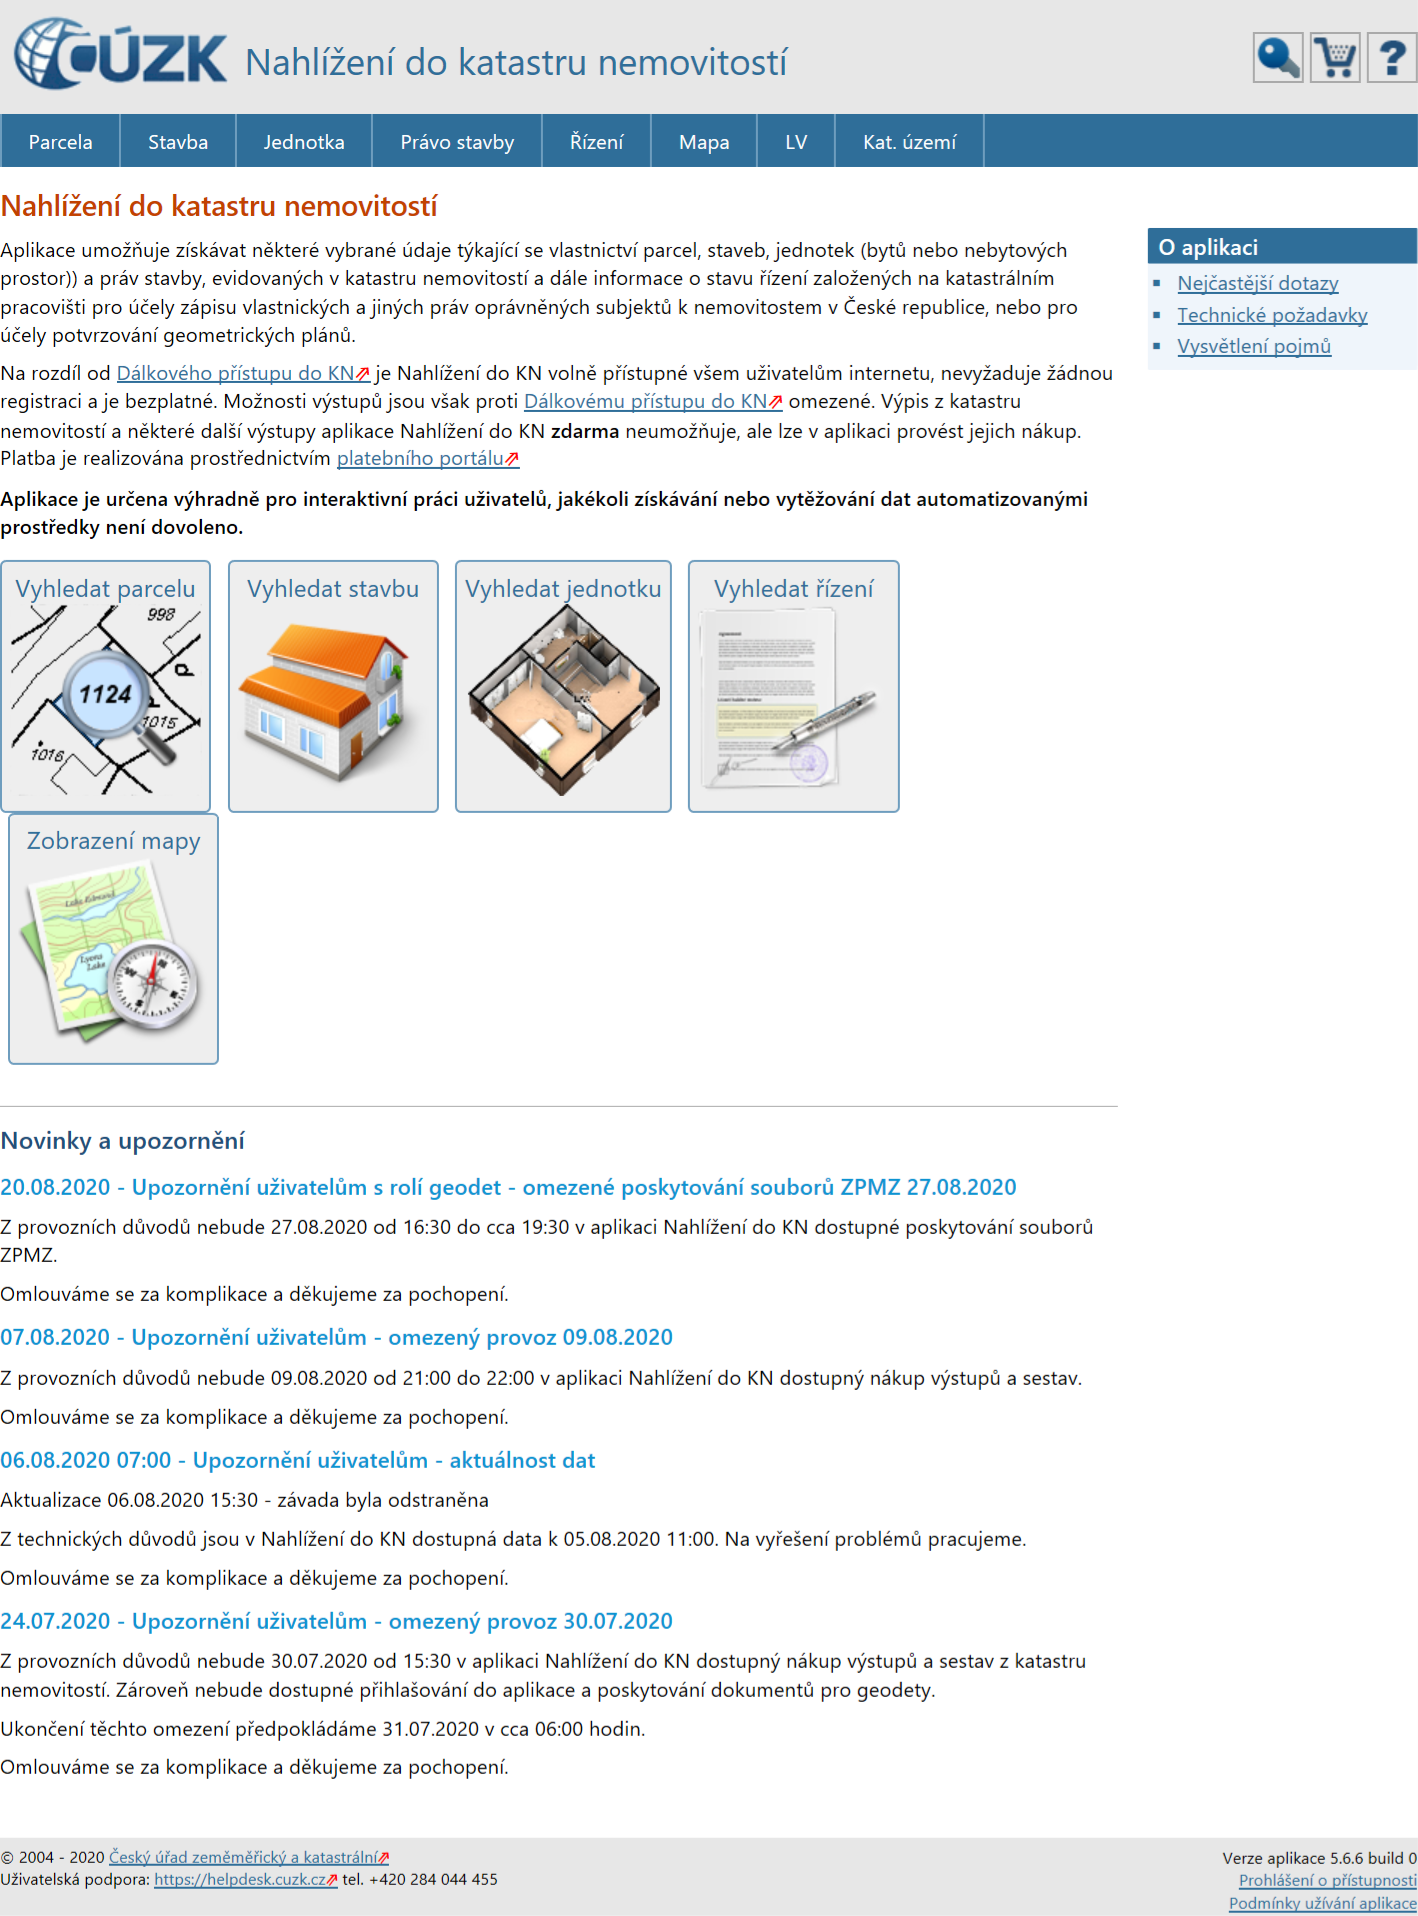 ČÚZK Nahlížení do katastru nemovitostí
Parcela Stavba Jednotka Právo stavby Řízení Mapa LV Kat. území
Nahlížení do katastru nemovitostí
Aplikace umožňuje získávat některé vybrané údaje týkající se vlastnictví parcel, staveb, jednotek (bytů nebo nebytových
prostor)) a práv stavby, evidovaných v katastru nemovitostí a dále informace o stavu řízení založených na katastrálním
pracovišti pro účely zápisu vlastnických a jiných práv oprávněných subjektů k nemovitostem v České republice, nebo pro
účely potvrzování geometrických plánů.
Na rozdíl od Dálkového přístupu do KN je Nahlížení do KN volně přístupné všem uživatelům internetu, nevyžaduje žádnou
registraci a je bezplatné. Možnosti výstupů jsou však proti Dálkovému přístupu do KN omezené. Výpis z katastru
nemovitostí a některé další výstupy aplikace Nahlížení do KN zdarma neumožňuje, ale lze v aplikaci provést jejich nákup.
Platba je realizována prostřednictvím platebního portálu
Aplikace je určena výhradně pro interaktivní práci uživatelů, jakékoli získávání nebo vytěžování dat automatizovanými
prostředky není dovoleno.
O aplikaci
Nejčastější dotazy
Technické požadavky
Vysvětlení pojmů
Vyhledat parcelu
998
1124
1015
1016
Vyhledat stavbu
Vyhledat jednotku
Vyhledat řízení
Zobrazení mapy
Lake Edmund
Lyons
Lake
Novinky a upozornění
20.08.2020 - Upozornění uživatelům s rolí geodet - omezené poskytování souborů ZPMZ 27.08.2020
Z provozních důvodů nebude 27.08.2020 od 16:30 do cca 19:30 v aplikaci Nahlížení do KN dostupné poskytování souborů
ZPMZ.
Omlouváme se za komplikace a děkujeme za pochopení.
07.08.2020 - Upozornění uživatelům - omezený provoz 09.08.2020
Z provozních důvodů nebude 09.08.2020 od 21:00 do 22:00 v aplikaci Nahlížení do KN dostupný nákup výstupů a sestav.
Omlouváme se za komplikace a děkujeme za pochopení.
06.08.2020 07:00 - Upozornění uživatelům - aktuálnost dat
Aktualizace 06.08.2020 15:30 - závada byla odstraněna
Z technických důvodů jsou v Nahlížení do KN dostupná data k 05.08.2020 11:00. Na vyřešení problémů pracujeme.
Omlouváme se za komplikace a děkujeme za pochopení.
24.07.2020 - Upozornění uživatelům - omezený provoz 30.07.2020
Z provozních důvodů nebude 30.07.2020 od 15:30 v aplikaci Nahlížení do KN dostupný nákup výstupů a sestav z katastru
nemovitostí. Zároveň nebude dostupné přihlašování do aplikace a poskytování dokumentů pro geodety.
Ukončení těchto omezení předpokládáme 31.07.2020 v cca 06:00 hodin.
Omlouváme se za komplikace a děkujeme za pochopení.
© 2004 - 2020 Český úřad zeměměřický a katastrální
Uživatelská podpora: https://helpdesk.cuzk.cz tel. +420 284 044 455
Verze aplikace 5.6.6 build 0
Prohlášení o přístupnosti
Podmínky užívání aplikace